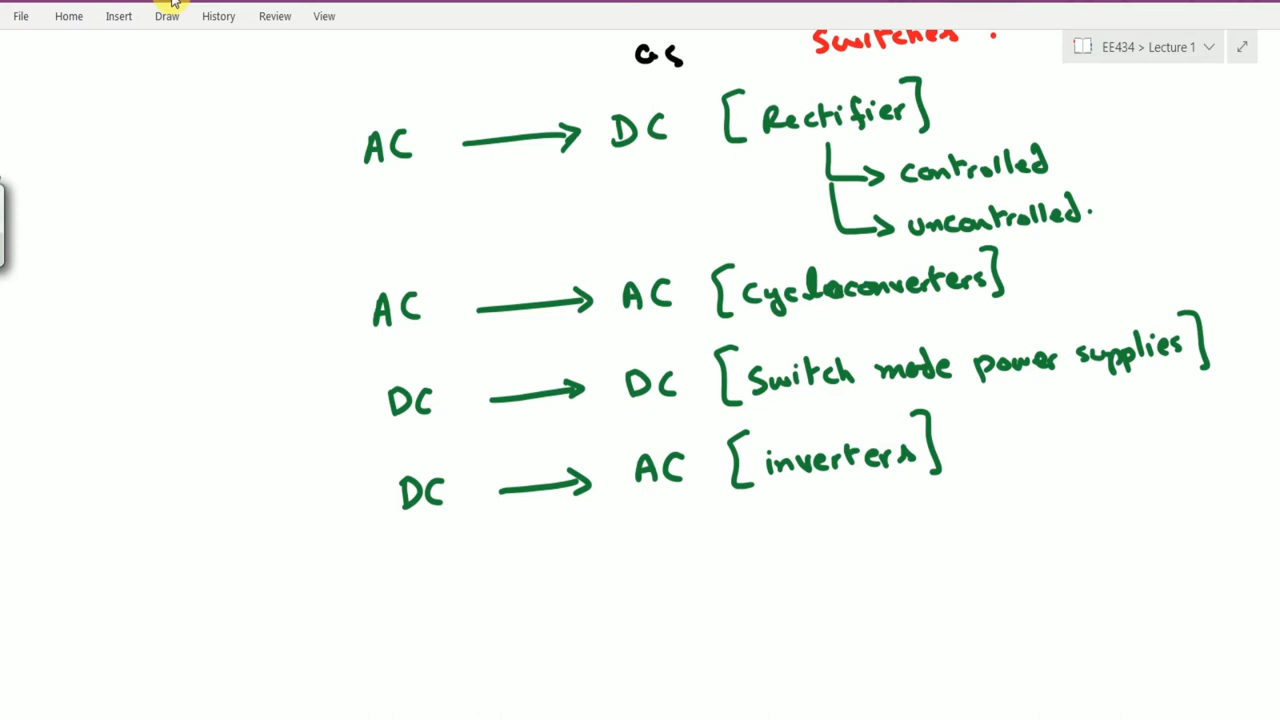 File Home Insert Draw History Review View
EE434 > Lecture 1
as switches.
AC → DC [Rectifier]
→ controlled
→ uncontrolled.
AC → AC [cycloconverters]
DC → DC [switch mode power supplies]
DC → AC [inverters]